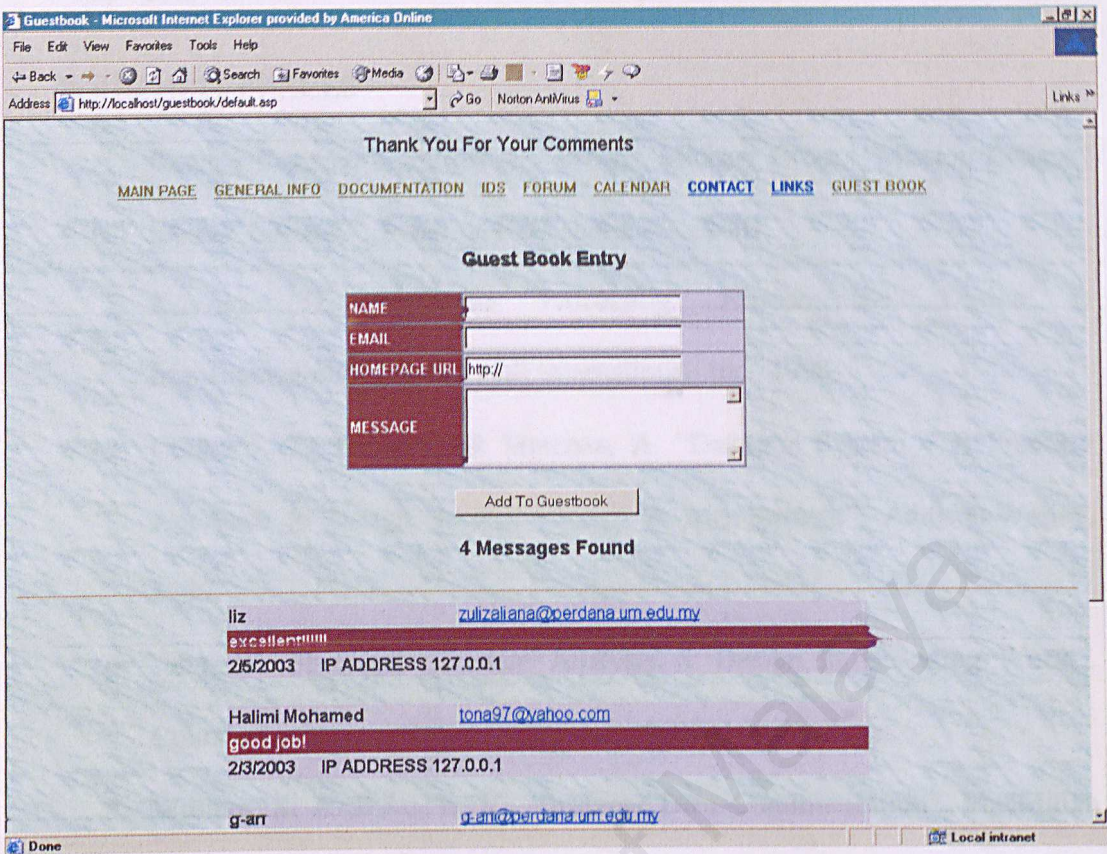 Guestbook - Microsoft Internet Explorer provided by America Online
File Edit View Favorites Tools Help
Back Search Favorites Media
Address http://localhost/guestbook/default.asp Go Norton AntiVirus Links »
Thank You For Your Comments
MAIN PAGE GENERAL INFO DOCUMENTATION IDS FORUM CALENDAR CONTACT LINKS GUEST BOOK
Guest Book Entry
NAME
EMAIL
HOMEPAGE URL http://
MESSAGE
Add To Guestbook
4 Messages Found
liz zulizaliana@perdana.um.edu.my
excellent!!!!!!
2/5/2003 IP ADDRESS 127.0.0.1
Halimi Mohamed tona97@yahoo.com
good job!
2/3/2003 IP ADDRESS 127.0.0.1
g-an g-an@perdana.um.edu.my
Done Local intranet
of Malaya